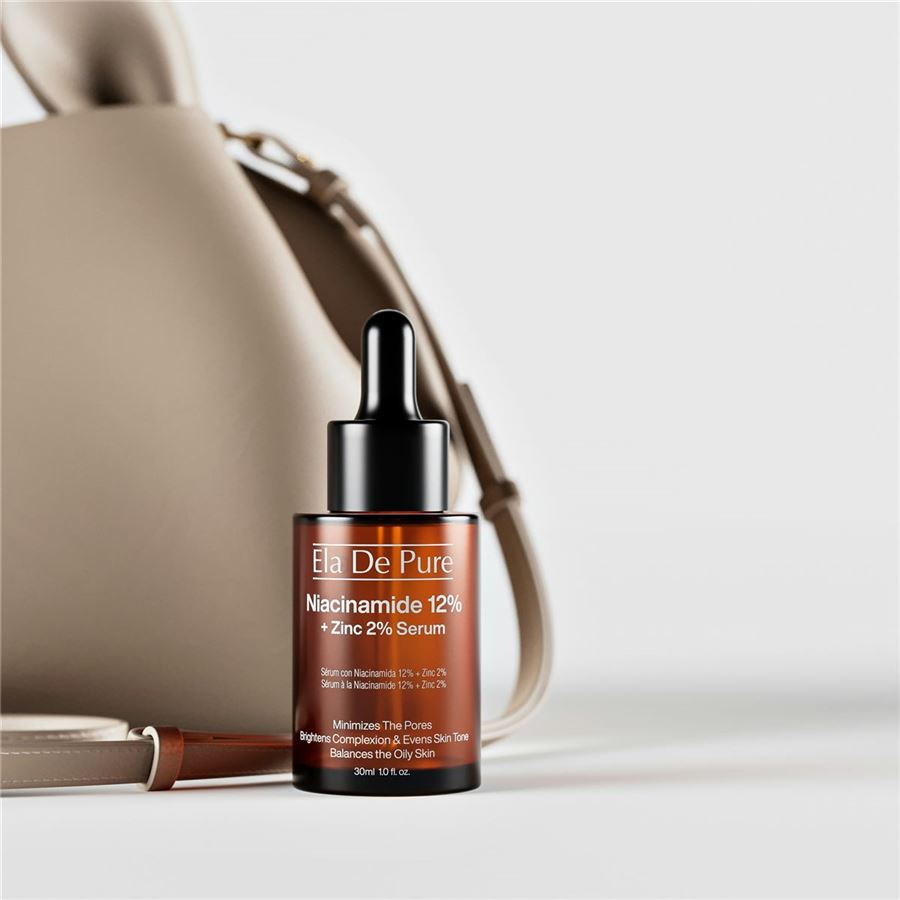 Ela De Pure
Niacinamide 12%
+ Zinc 2% Serum
Sérum con Niacinamida 12% + Zinc 2%
Sérum à la Niacinamide 12% + Zinc 2%
Minimizes The Pores
Brightens Complexion & Evens Skin Tone
Balances the Oily Skin
30ml 1.0 fl. oz.